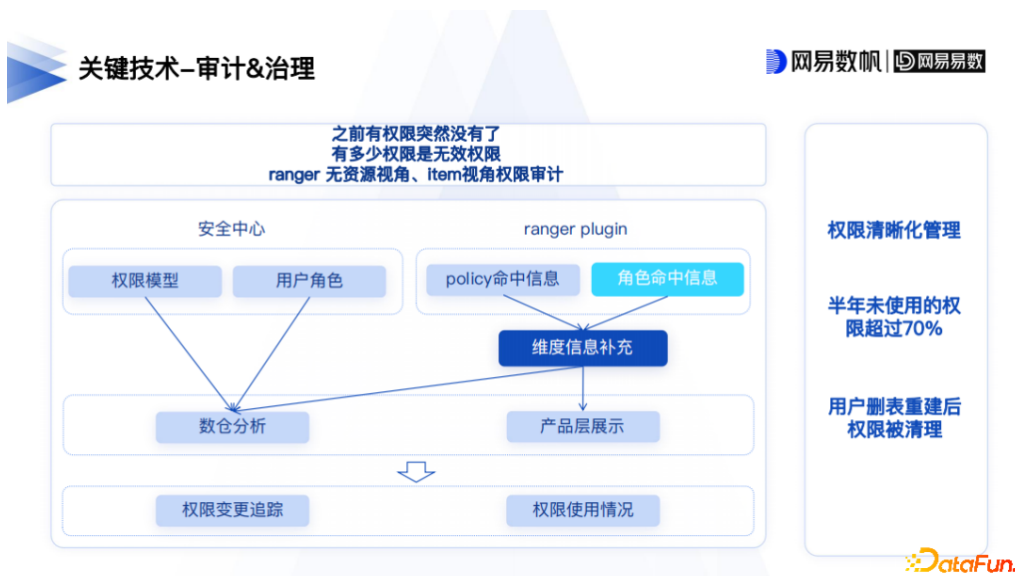 关键技术-审计&治理
网易数帆
网易易数
之前有权限突然没有了
有多少权限是无效权限
ranger 无资源视角、item视角权限审计
安全中心
ranger plugin
权限模型
用户角色
policy命中信息
角色命中信息
维度信息补充
数仓分析
产品层展示
权限变更追踪
权限使用情况
权限清晰化管理
半年未使用的权
限超过70%
用户删表重建后
权限被清理
DataFun.